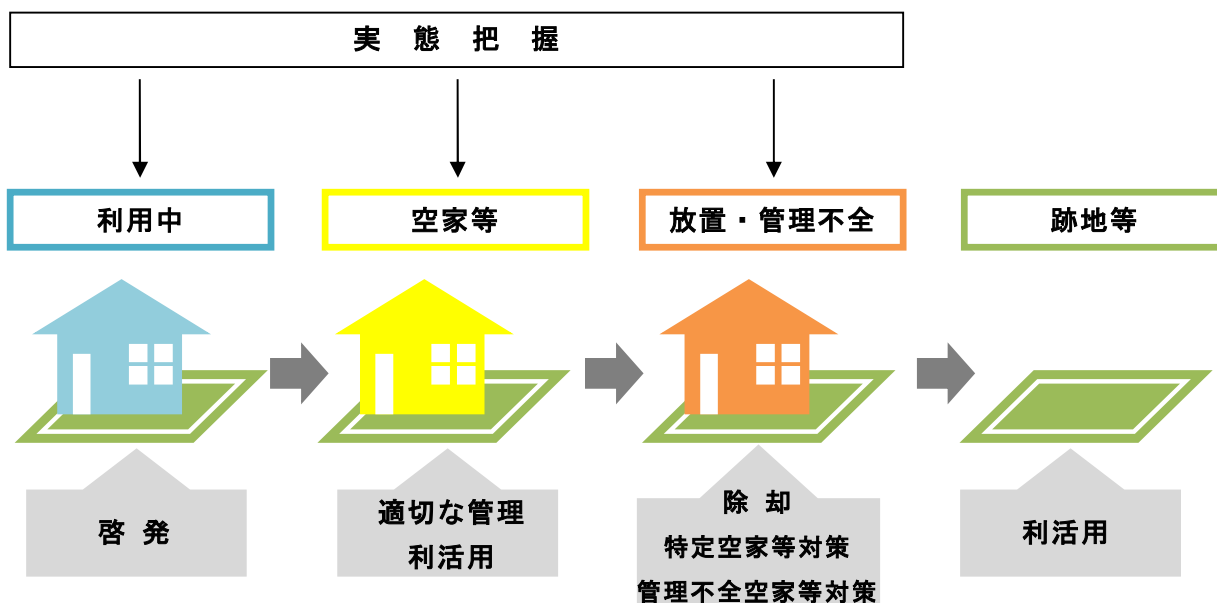 実態把握
利用中
空家等
放置・管理不全
跡地等
啓発
適切な管理
利活用
除却
特定空家等対策
管理不全空家等対策
利活用